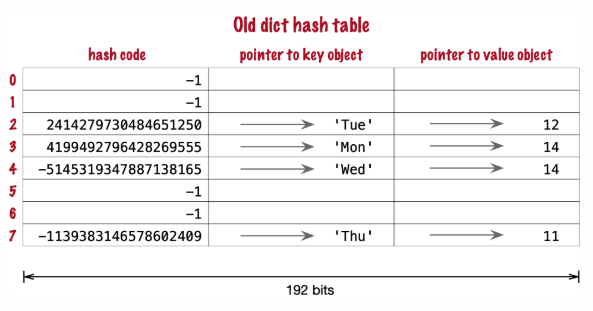 Old dict hash table
hash code pointer to key object pointer to value object
0 -1
1 -1
2 2414279730484651250 'Tue' 12
3 4199492796428269555 'Mon' 14
4 -5145319347887138165 'Wed' 14
5 -1
6 -1
7 -1139383146578602409 'Thu' 11
192 bits